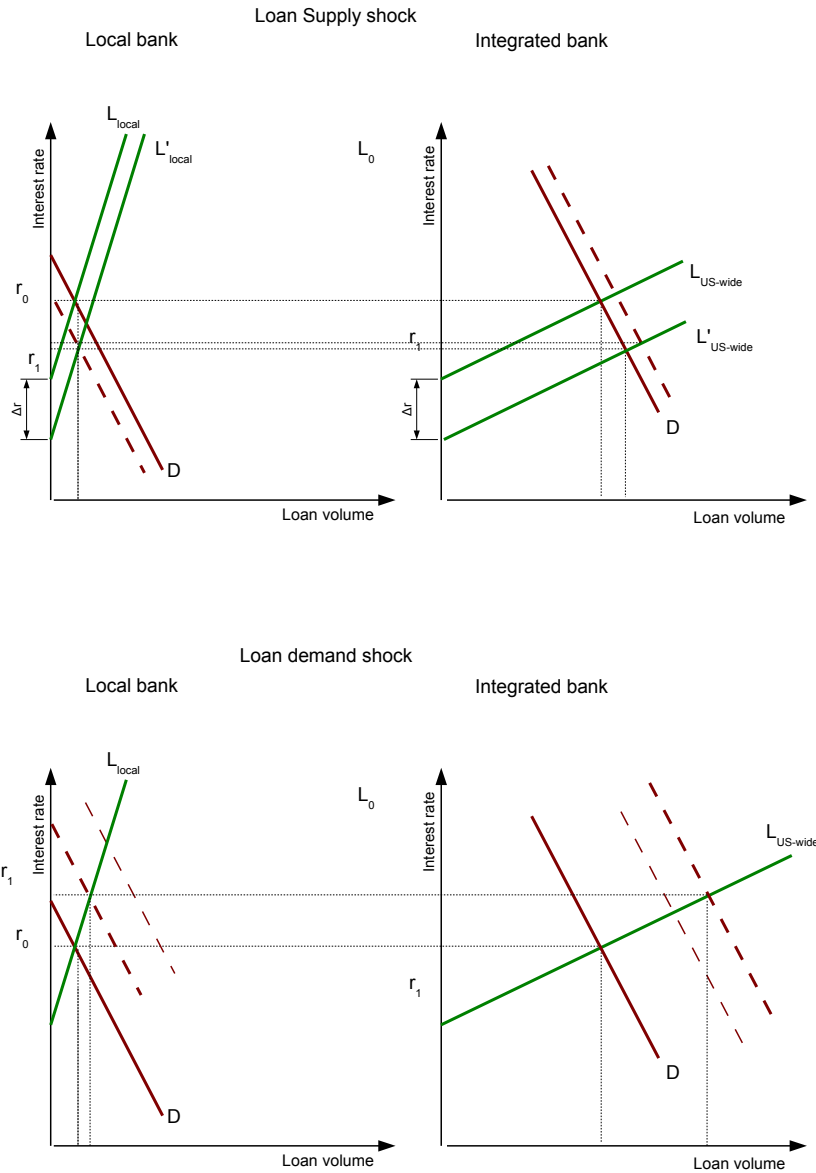 Loan Supply shock
Local bank
Integrated bank
L_local
L'_local
L_0
Interest rate
Interest rate
r_0
r_1
Δr
D
Loan volume
L_US-wide
r_1
L'_US-wide
Δr
D
Loan volume
Loan demand shock
Local bank
Integrated bank
L_local
L_0
Interest rate
Interest rate
r_1
r_0
D
Loan volume
L_US-wide
r_1
D
Loan volume